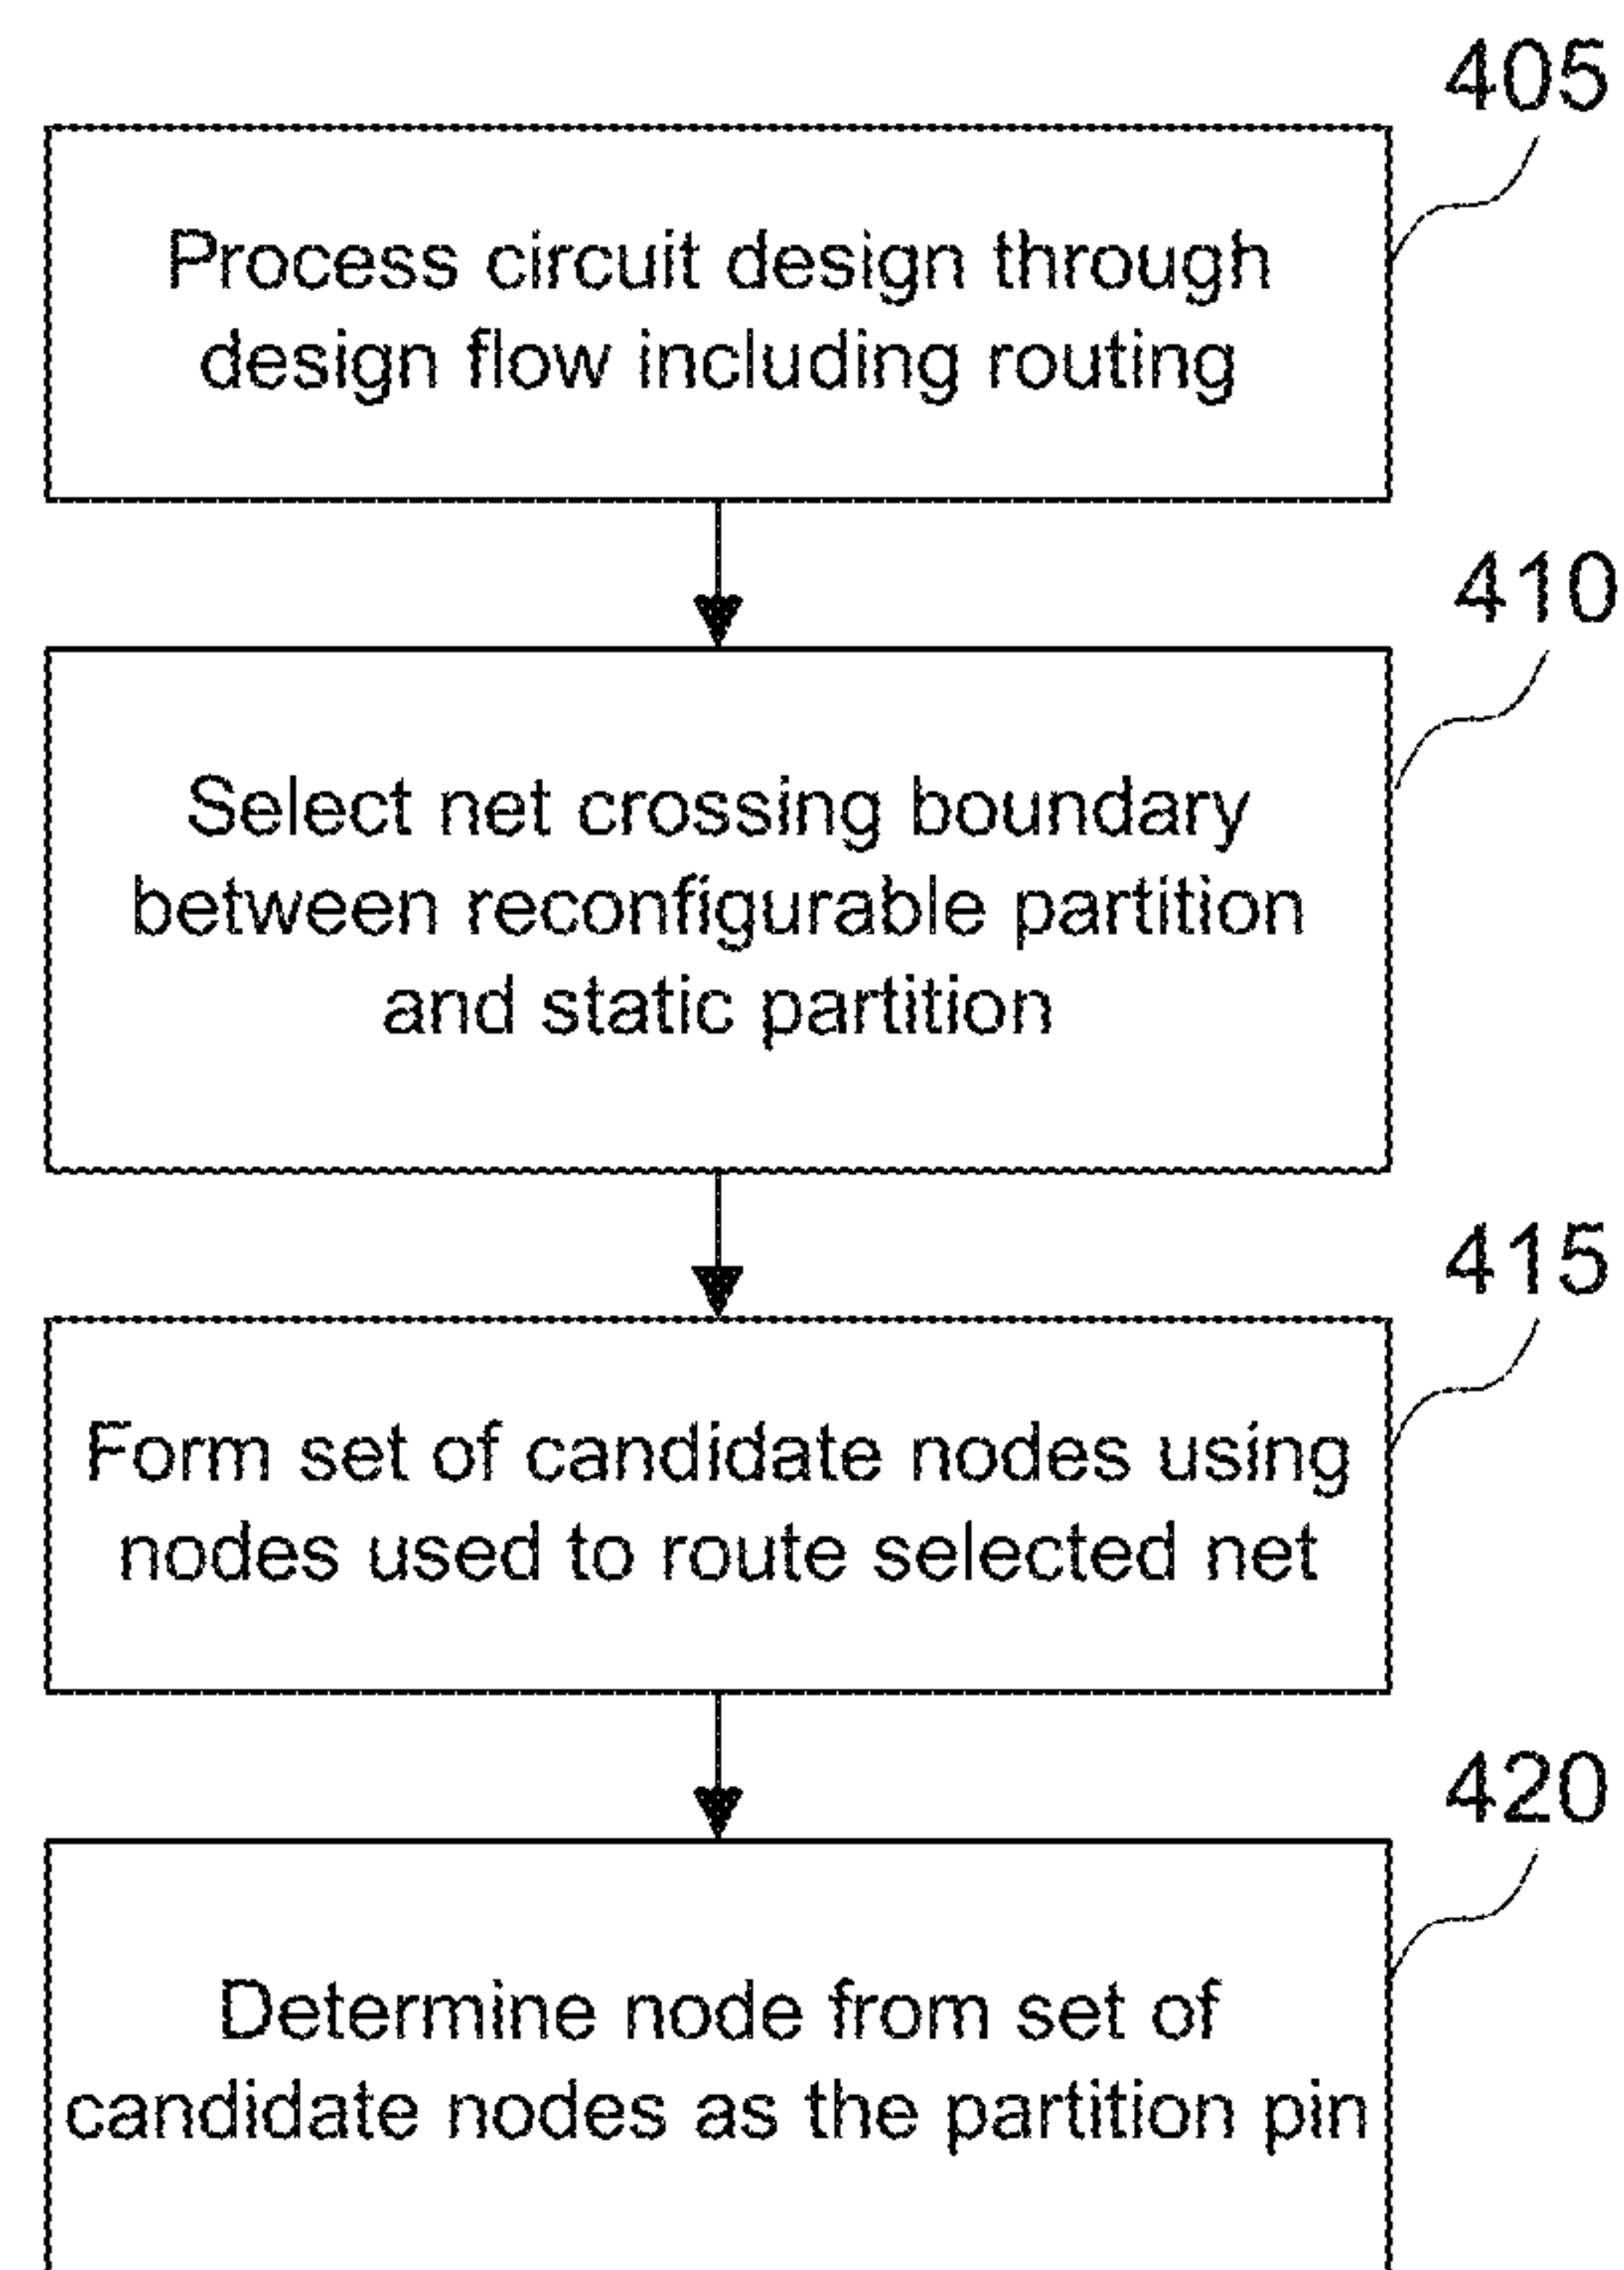 405
Process circuit design through
design flow including routing
410
Select net crossing boundary
between reconfigurable partition
and static partition
415
Form set of candidate nodes using
nodes used to route selected net
420
Determine node from set of
candidate nodes as the partition pin